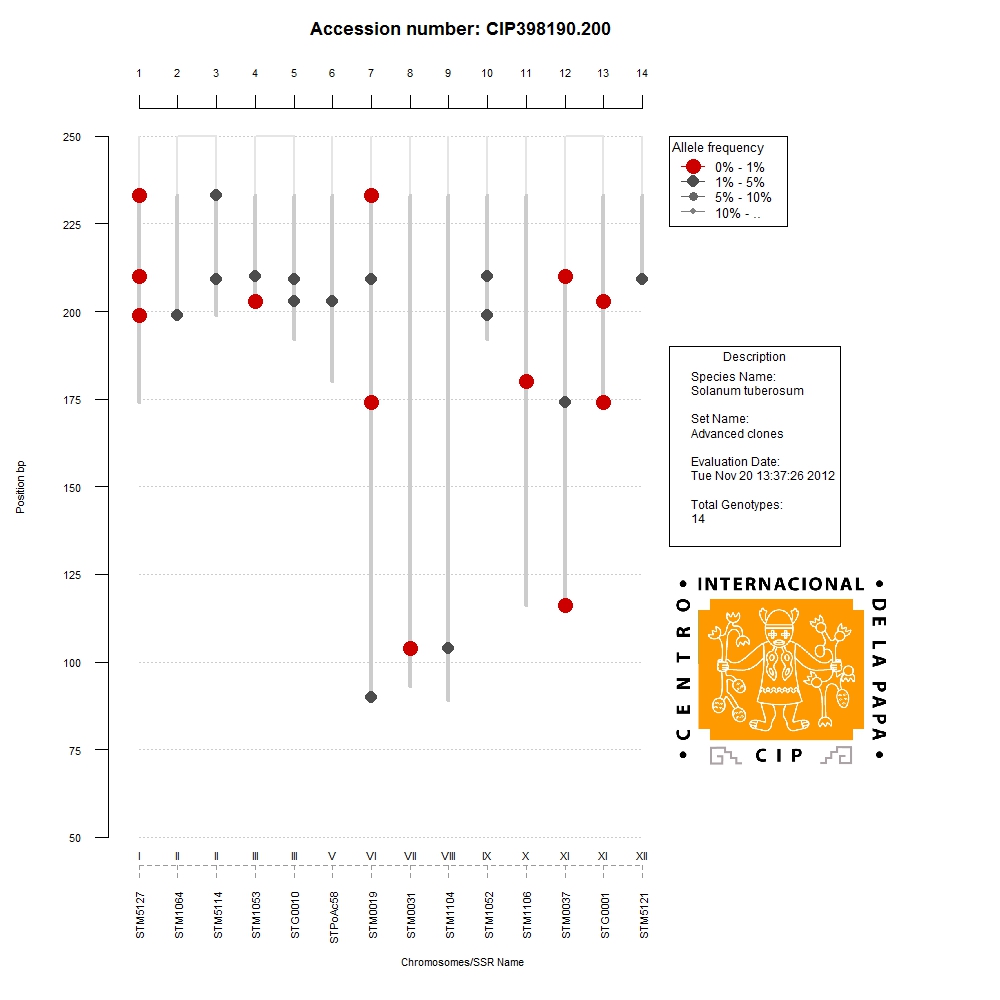 Accession number: CIP398190.200
1 2 3 4 5 6 7 8 9 10 11 12 13 14
250
225
200
175
150
125
100
75
50
Position bp
Allele frequency
0% - 1%
1% - 5%
5% - 10%
10% - ..
Description
Species Name:
Solanum tuberosum
Set Name:
Advanced clones
Evaluation Date:
Tue Nov 20 13:37:26 2012
Total Genotypes:
14
• INTERNACIONAL •
CENTRO
DE LA PAPA
• CIP •
I II II III III V VI VII VIII IX X XI XI XII
STM5127
STM1064
STM5114
STM1053
STG0010
STPoAc58
STM0019
STM0031
STM1104
STM1052
STM1106
STM0037
STG0001
STM5121
Chromosomes/SSR Name